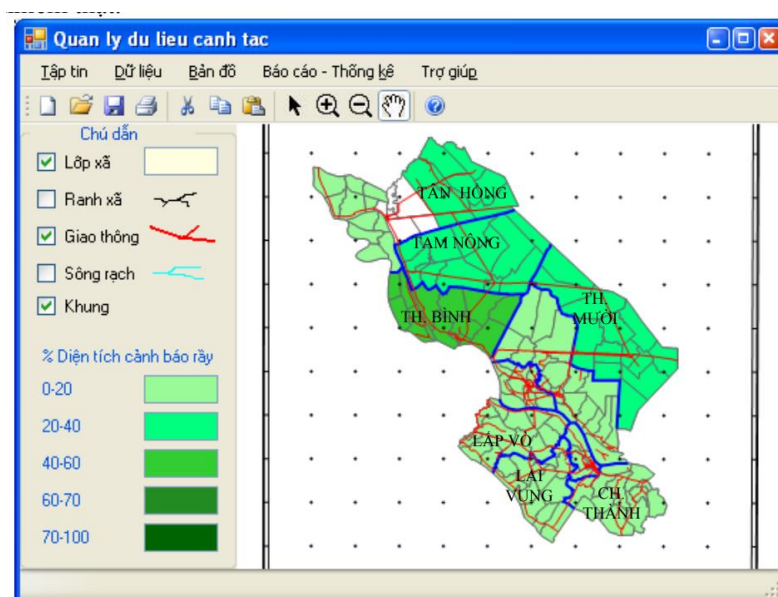 Quan ly du lieu canh tac
Tập tin Dữ liệu Bản đồ Báo cáo - Thống kê Trợ giúp
Chú dẫn
Lớp xã
Ranh xã
Giao thông
Sông rạch
Khung
% Diện tích cảnh báo rầy
0-20
20-40
40-60
60-70
70-100
TÂN HỒNG
TAM NÔNG
TH. BÌNH
TH.
MƯỜI
LẤP VÒ
LAI
VUNG
CH.
THÀNH